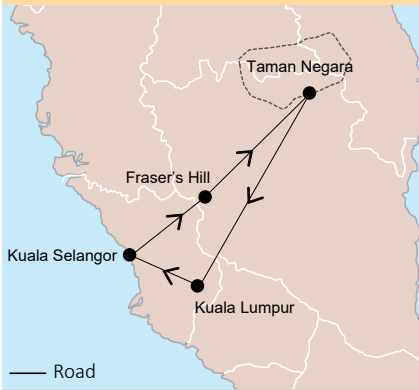 Taman Negara
Fraser's Hill
Kuala Selangor
Kuala Lumpur
Road